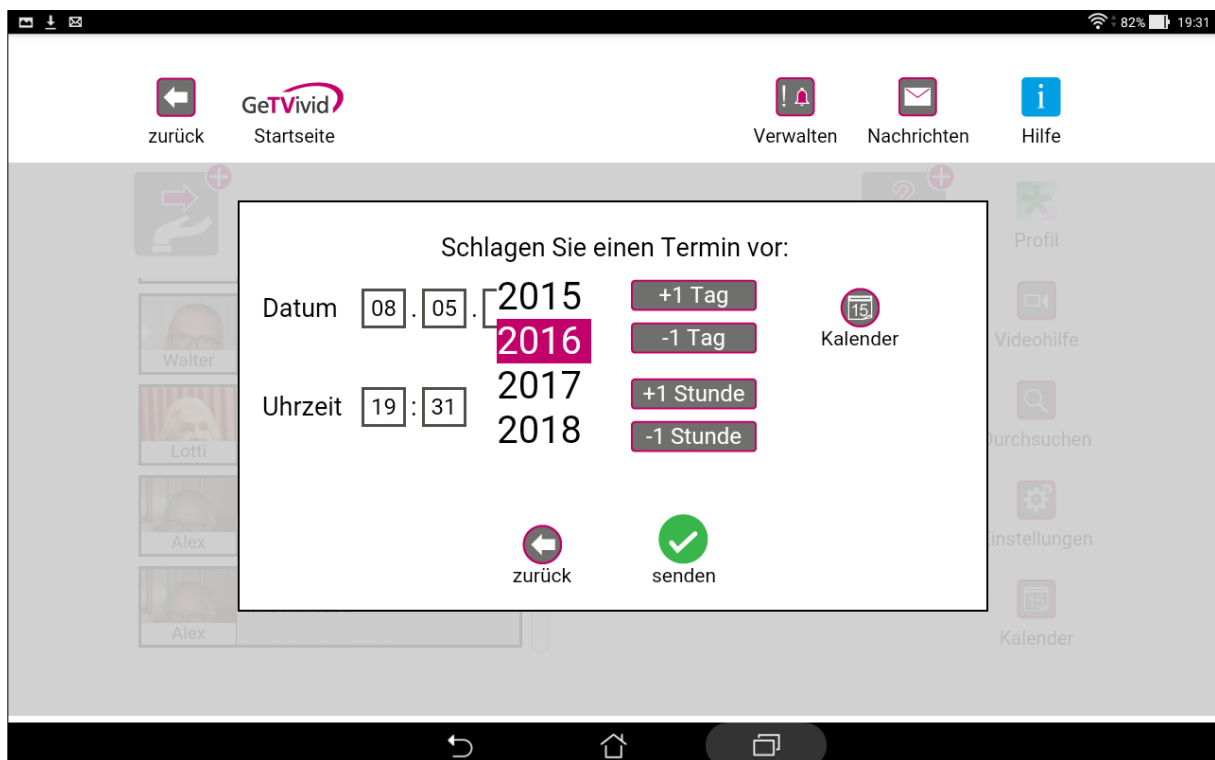 82% 19:31
GeTVivid
zurück Startseite Verwalten Nachrichten Hilfe
Profil
Schlagen Sie einen Termin vor:
Datum 08 . 05 . 2015 +1 Tag 15
2016 -1 Tag Kalender
Videohilfe
Walter
2017 +1 Stunde
Uhrzeit 19 : 31
2018 -1 Stunde
Lotti
Alex
zurück senden
Alex
15
Kalender